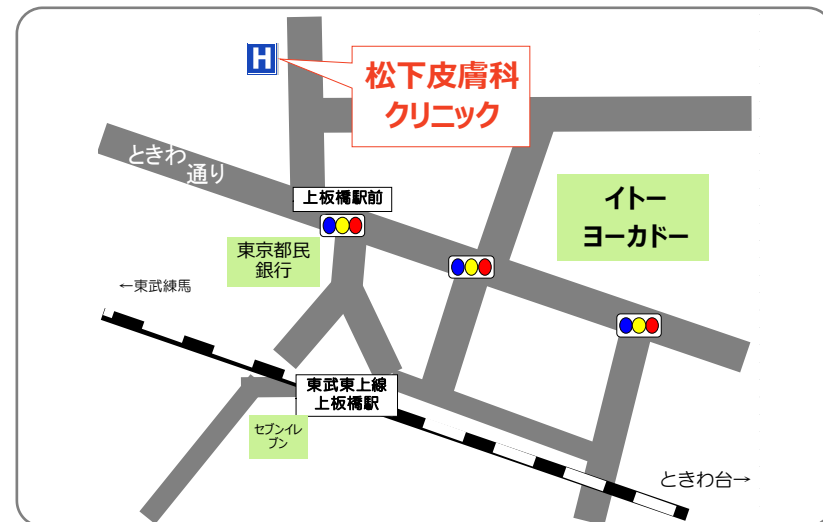 H
松下皮膚科
クリニック
ときわ
通り
上板橋駅前
イトー
ヨーカドー
東京都民
銀行
←東武練馬
東武東上線
上板橋駅
セブンイレ
ブン
ときわ台→